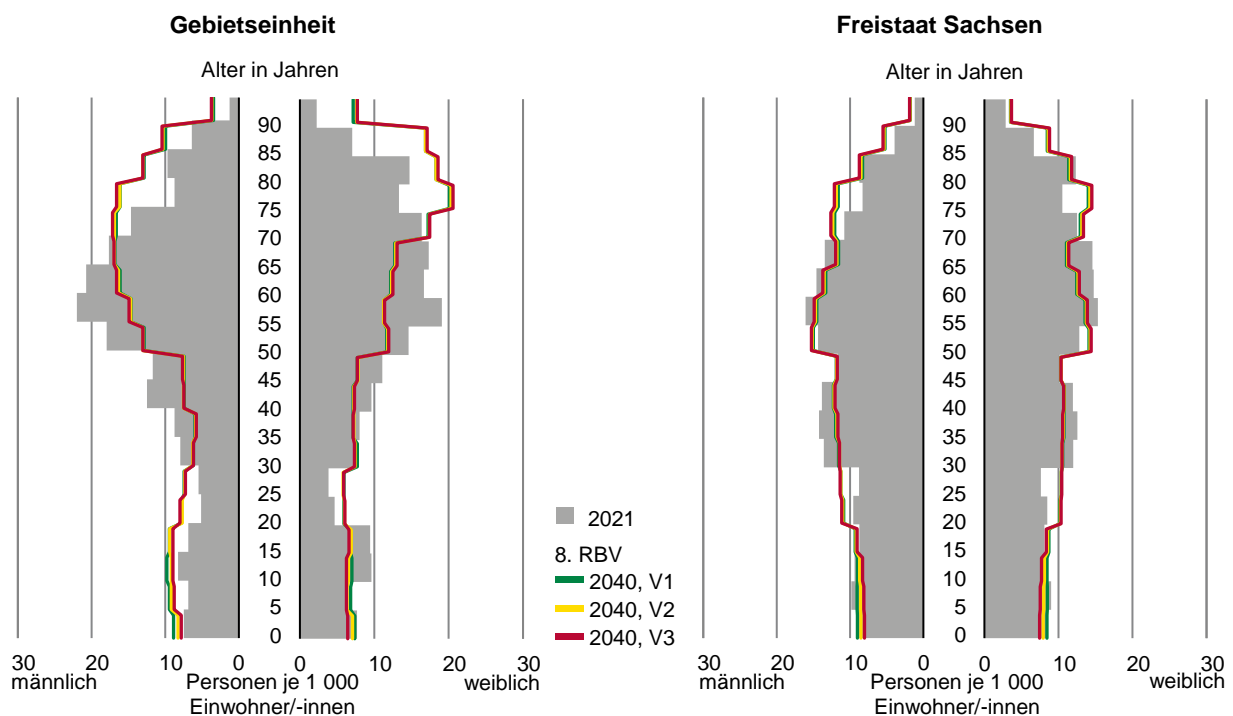 Gebietseinheit
Alter in Jahren
90
85
80
75
70
65
60
55
50
45
40
35
30
25
20
15
10
5
0
30 20 10 0 0 10 20 30
männlich Personen je 1 000 weiblich
Einwohner/-innen
2021
8. RBV
2040, V1
2040, V2
2040, V3
Freistaat Sachsen
Alter in Jahren
90
85
80
75
70
65
60
55
50
45
40
35
30
25
20
15
10
5
0
30 20 10 0 0 10 20 30
männlich Personen je 1 000 weiblich
Einwohner/-innen